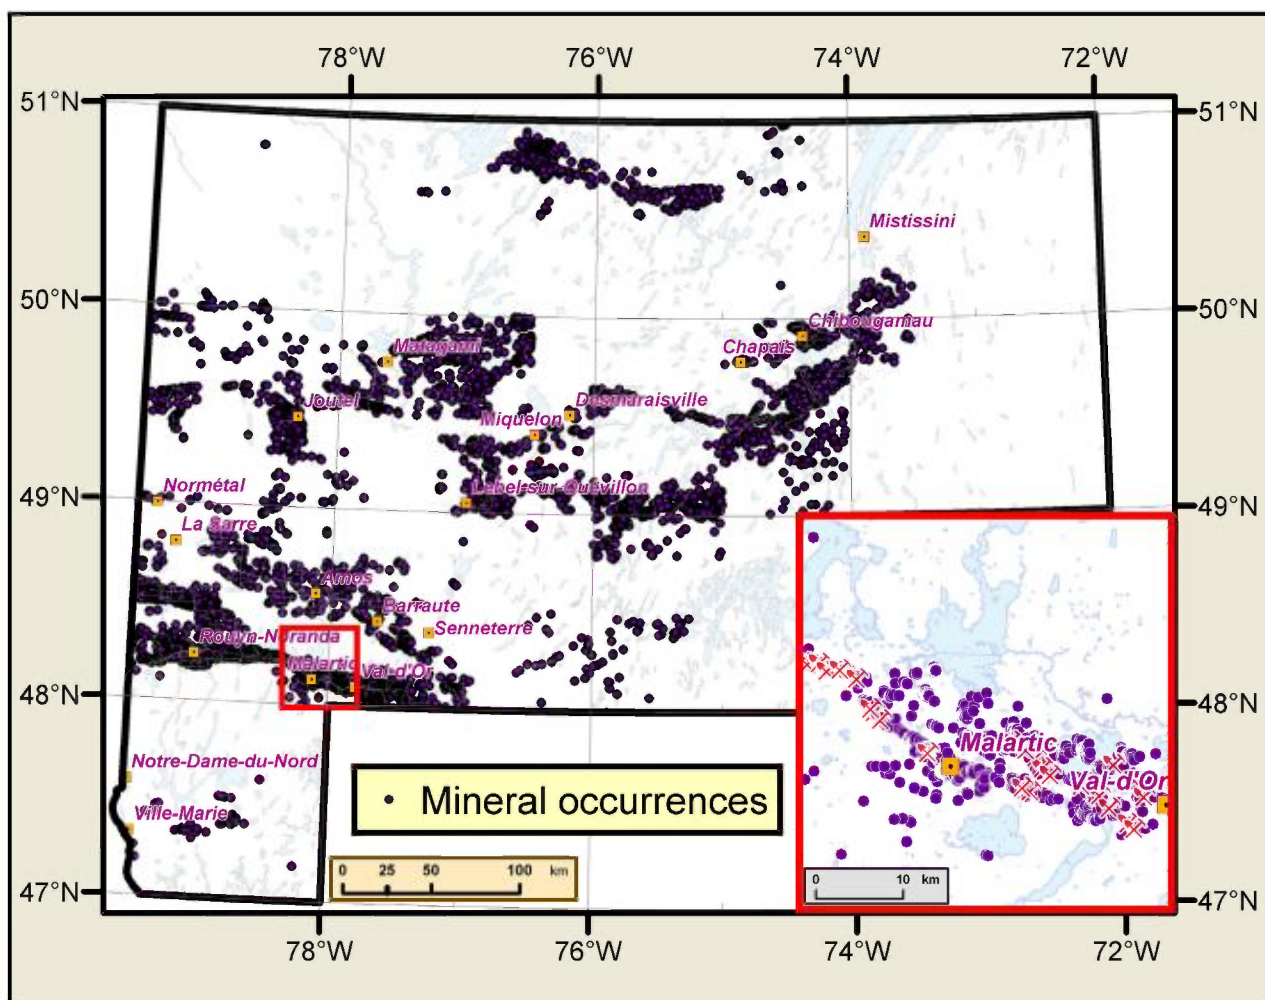 78°W 76°W 74°W 72°W
51°N 51°N
Mistissini
50°N 50°N
Chibougamau
Matagami Chapais
Joutel Desmaraisville
Miquelon
Normétal Lebel-sur-Quévillon
49°N 49°N
La Sarre
Amos
Barraute
Senneterre
Rouyn-Noranda
Malartic Val-d'Or
48°N 48°N
Malartic
Notre-Dame-du-Nord
Val-d'Or
Mineral occurrences
Ville-Marie
0 25 50 100 km
0 10 km
47°N 47°N
78°W 76°W 74°W 72°W